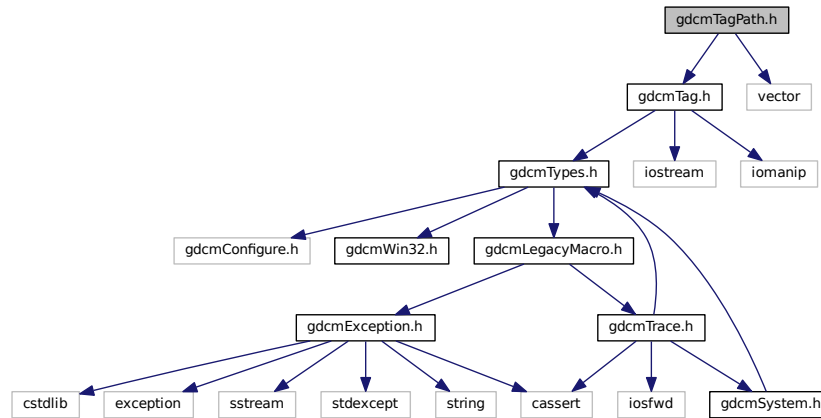 gdcmTagPath.h
gdcmTag.h
vector
gdcmTypes.h
iostream
iomanip
gdcmConfigure.h
gdcmWin32.h
gdcmLegacyMacro.h
gdcmException.h
gdcmTrace.h
cstdlib
exception
sstream
stdexcept
string
cassert
iosfwd
gdcmSystem.h